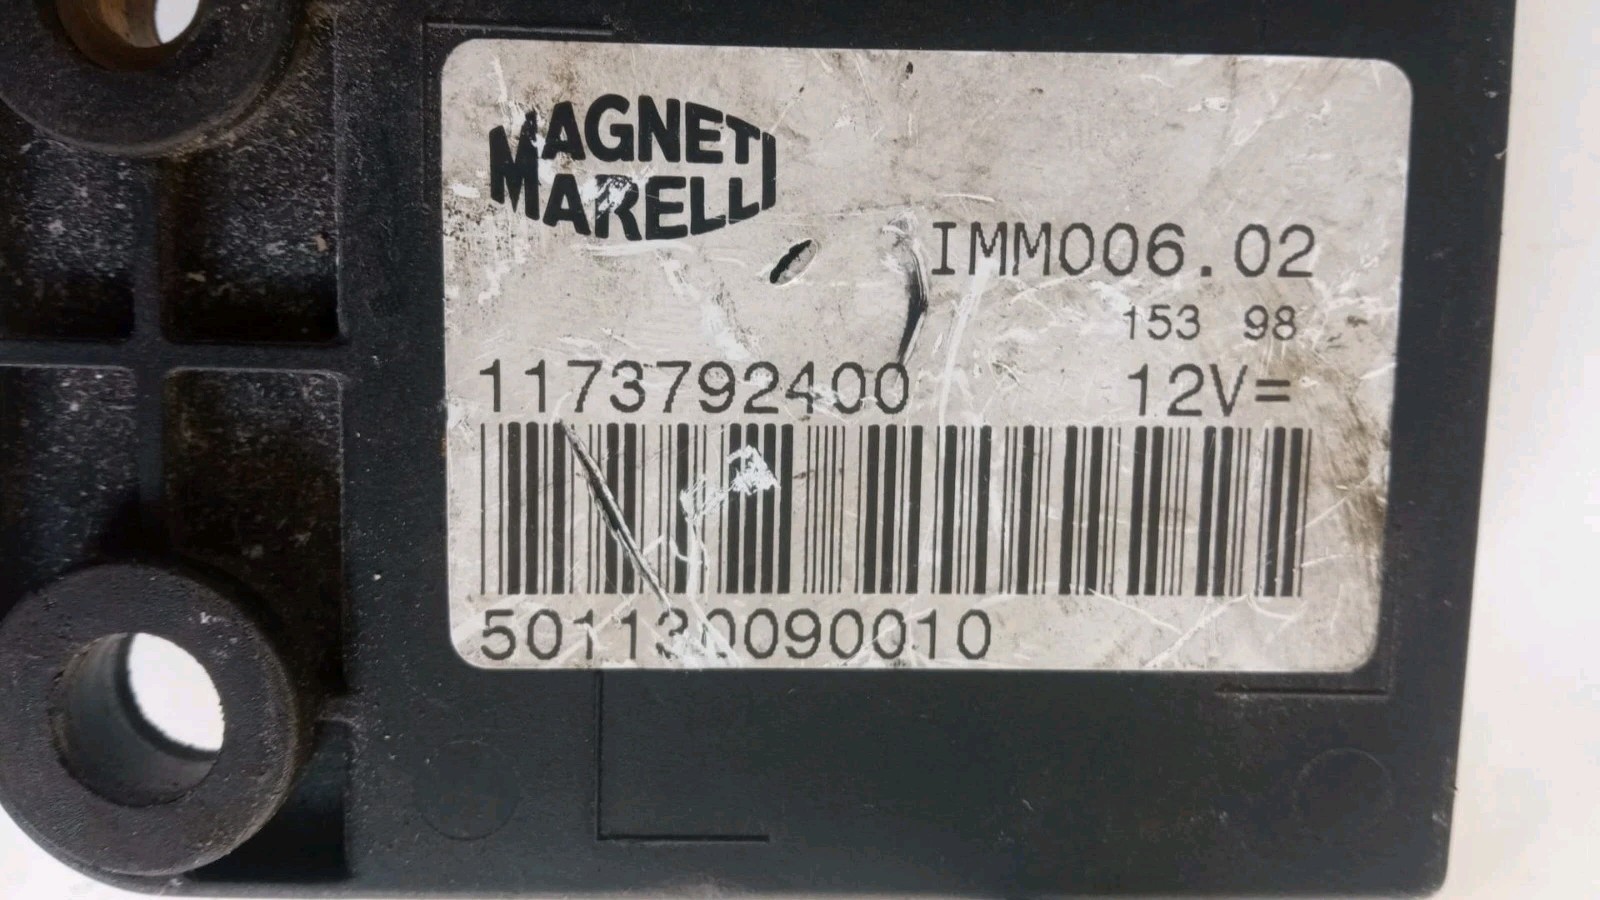 MAGNETI
MARELLI
IMM006.02
153 98
1173792400 12V=
501130090010